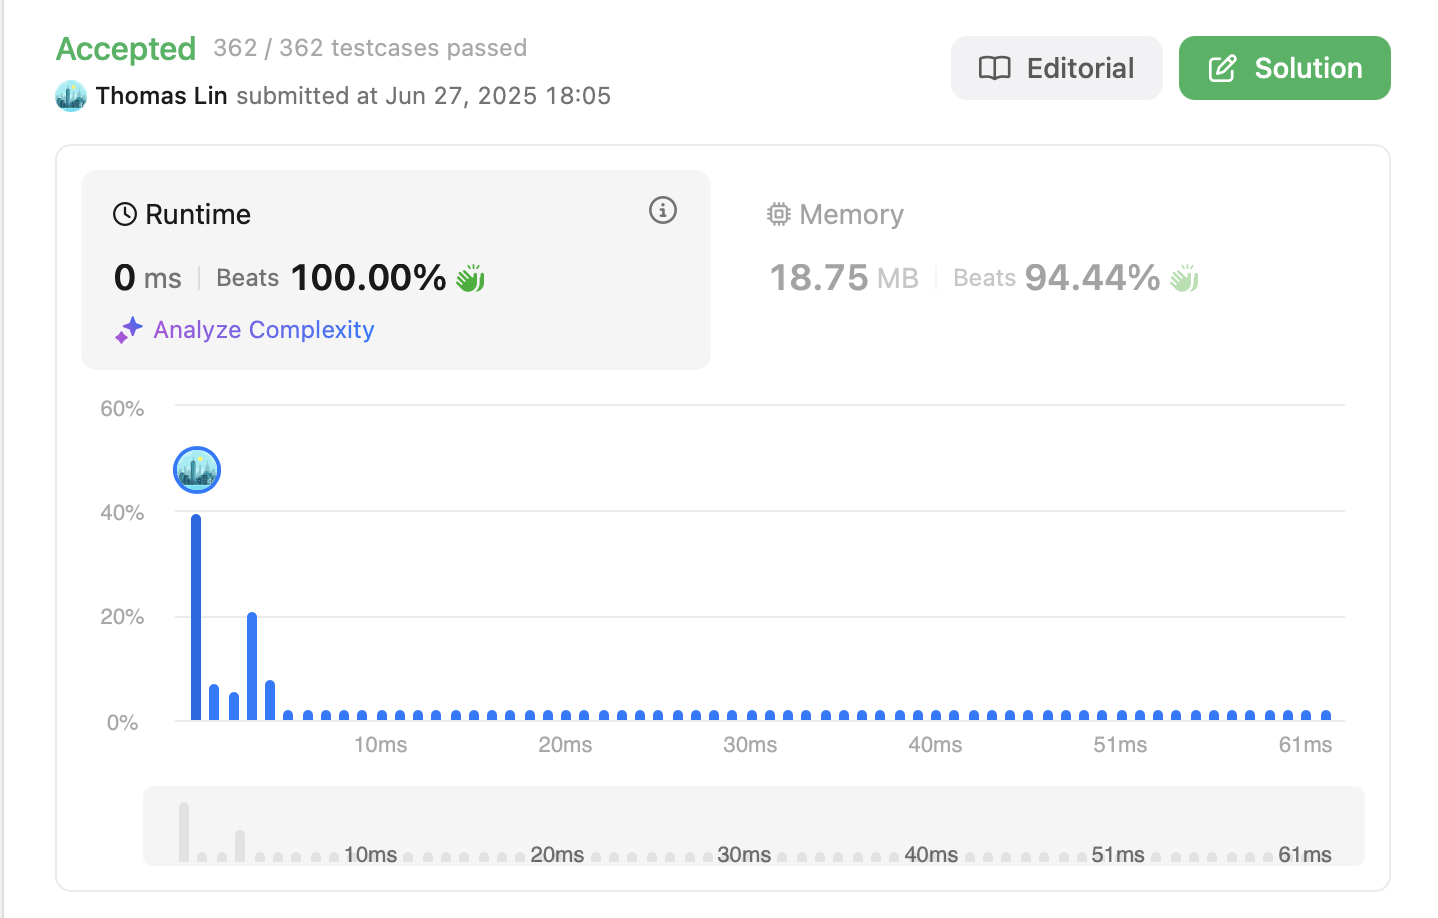 Accepted 362 / 362 testcases passed
Thomas Lin submitted at Jun 27, 2025 18:05
Editorial
Solution
Runtime
0 ms Beats 100.00%
Analyze Complexity
Memory
18.75 MB Beats 94.44%
60%
40%
20%
0%
10ms 20ms 30ms 40ms 51ms 61ms
10ms 20ms 30ms 40ms 51ms 61ms